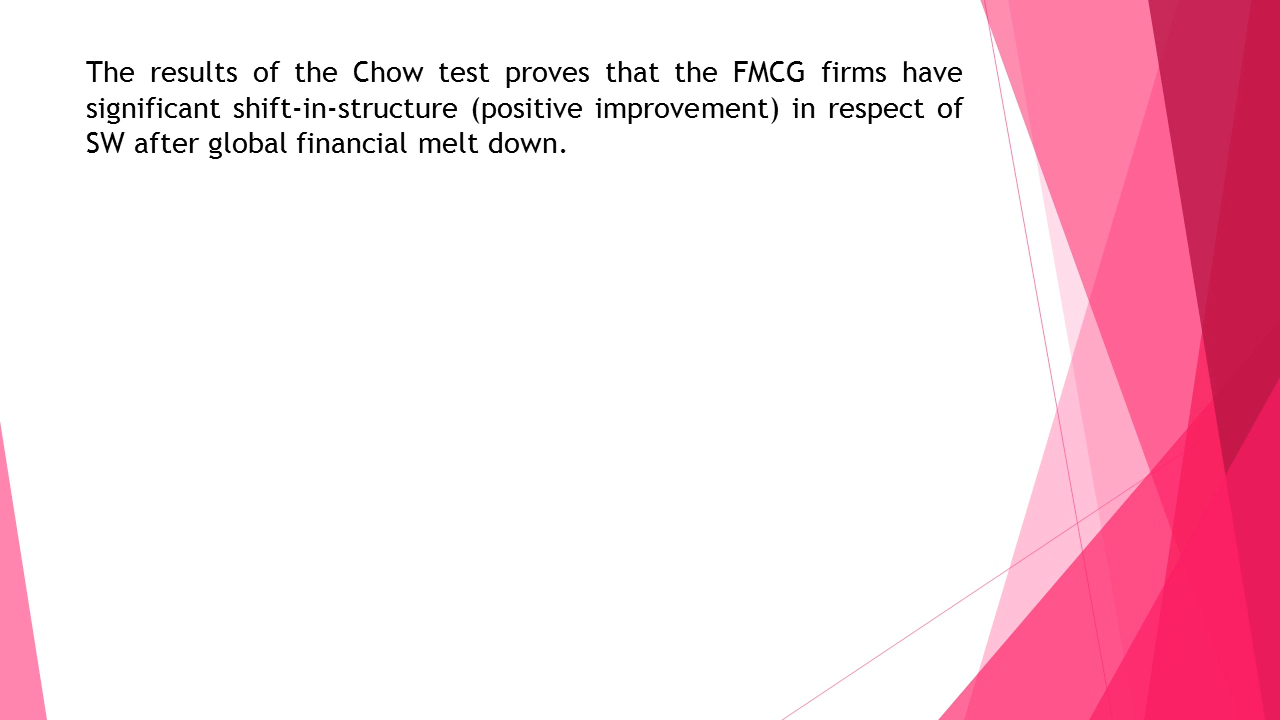 The results of the Chow test proves that the FMCG firms have
significant shift-in-structure (positive improvement) in respect of
SW after global financial melt down.